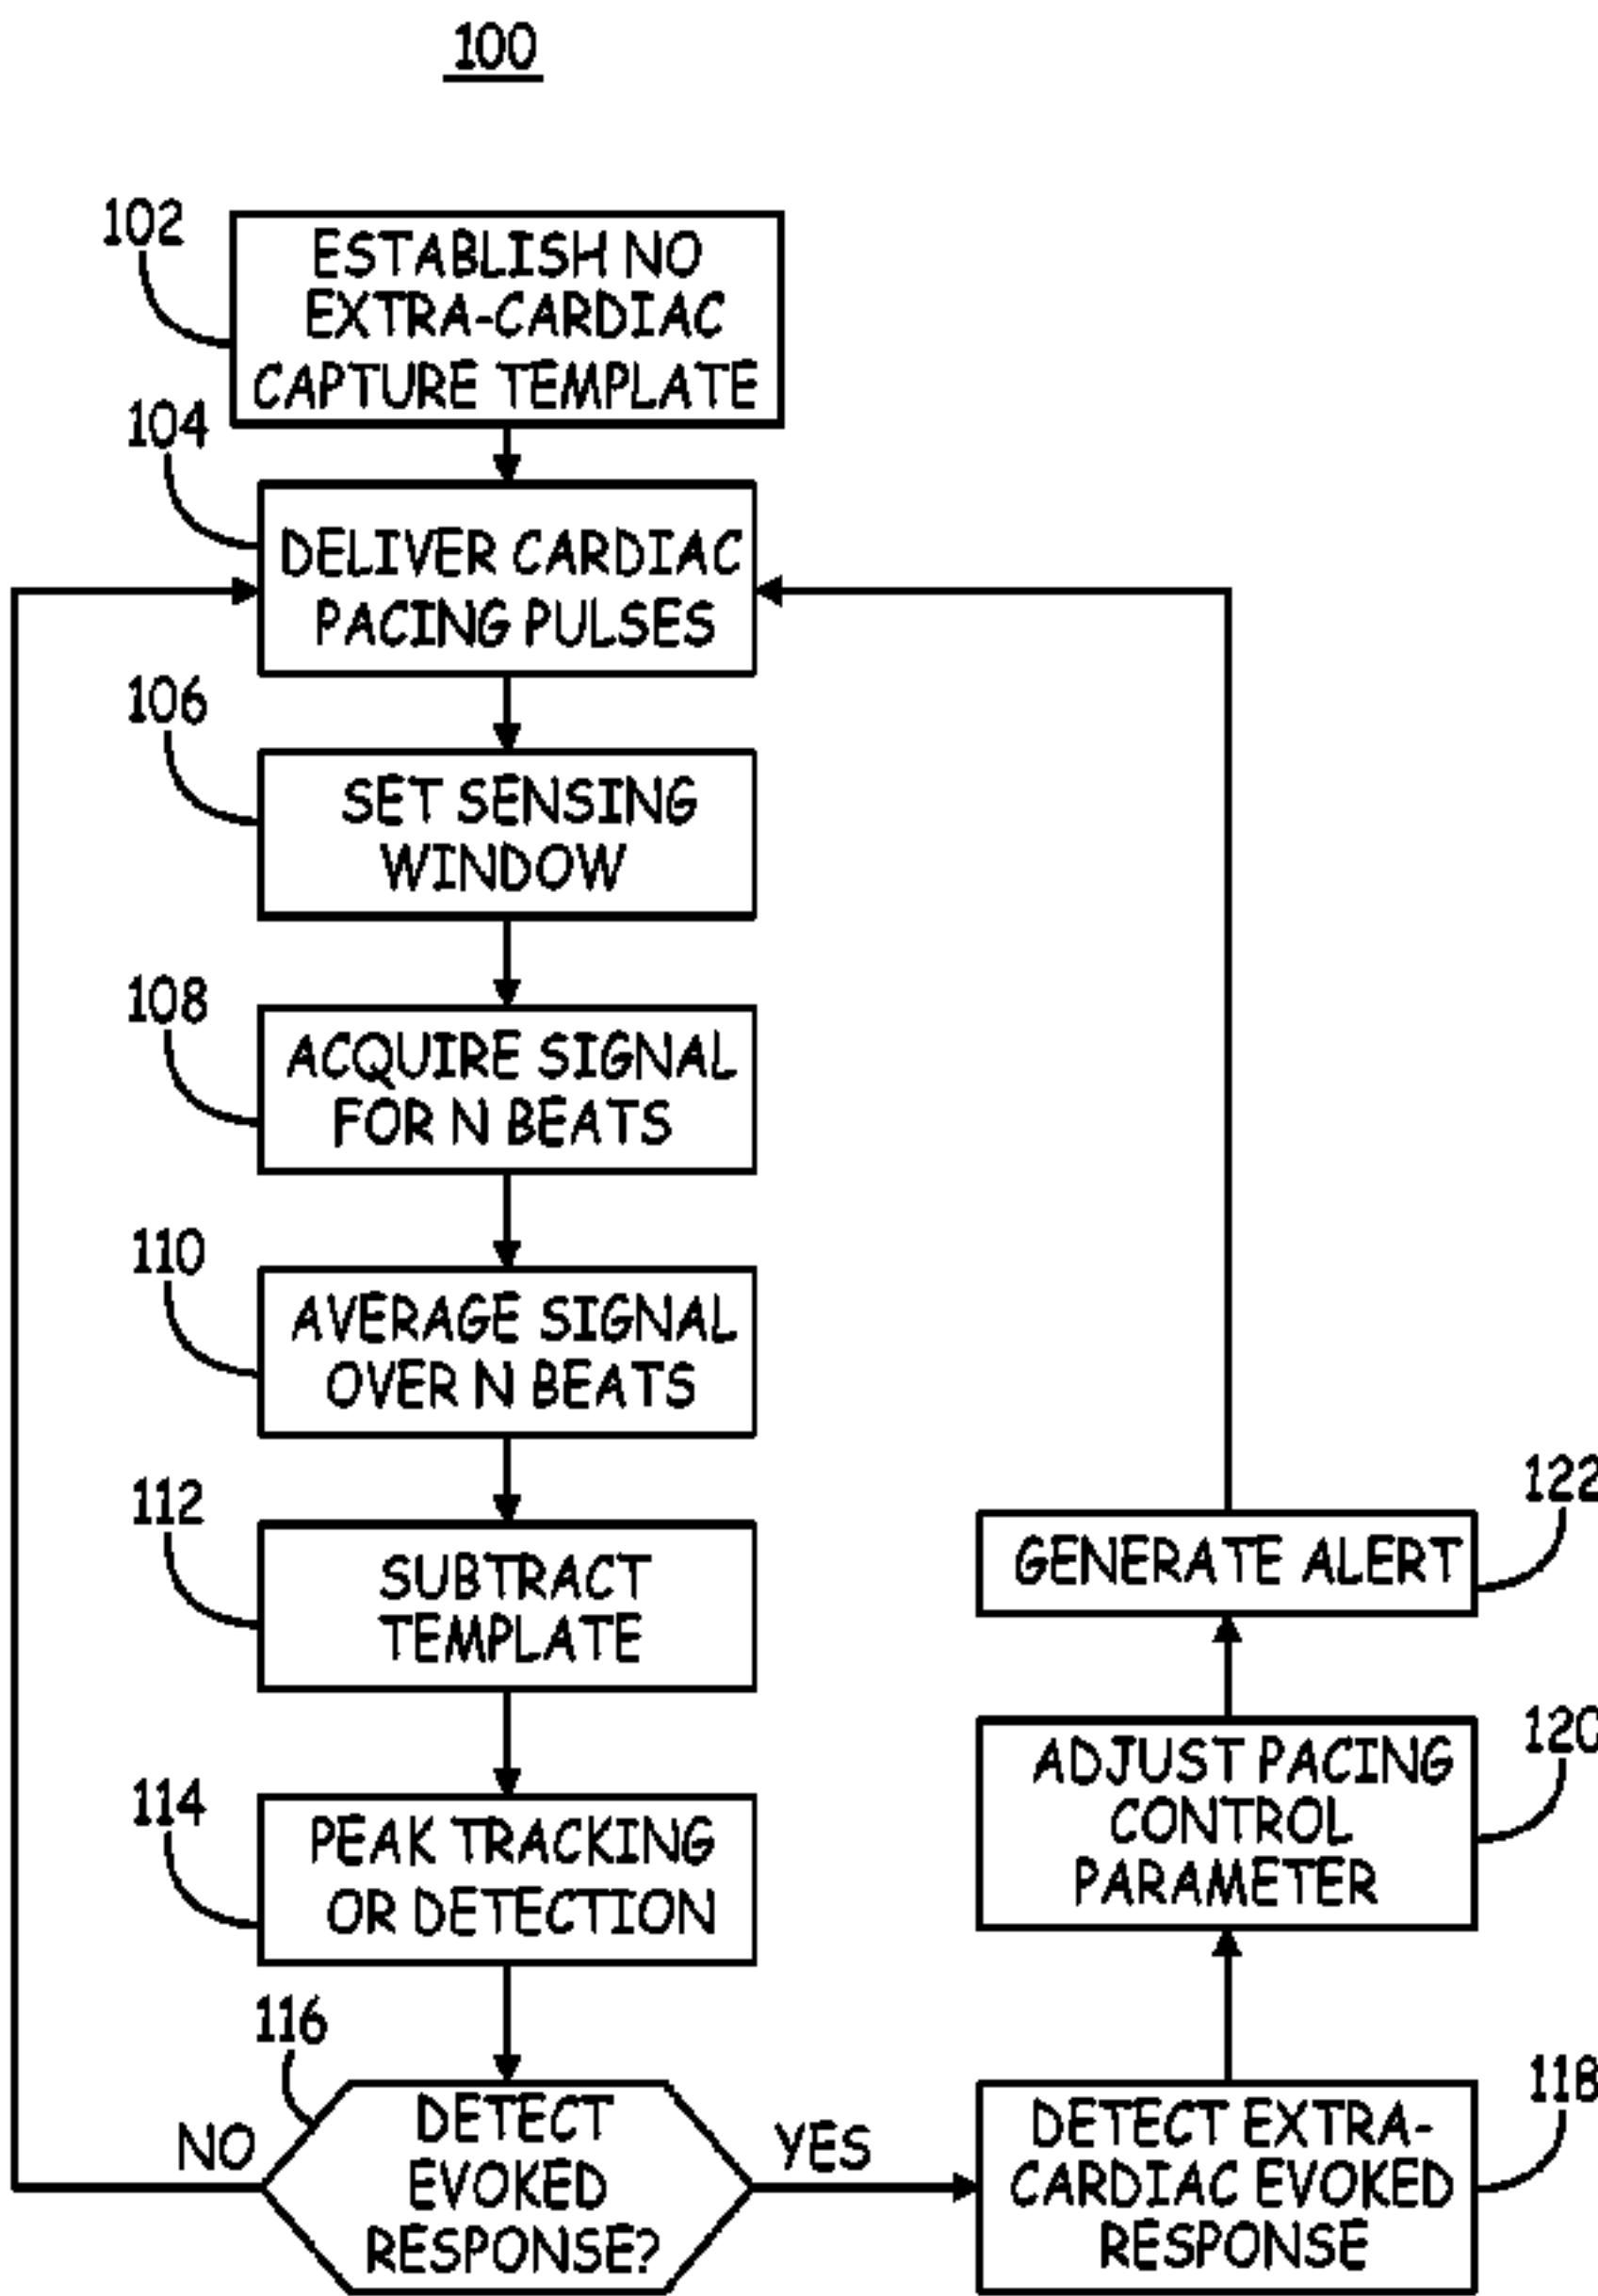 100
102
ESTABLISH NO
EXTRA-CARDIAC
CAPTURE TEMPLATE
104
DELIVER CARDIAC
PACING PULSES
106
SET SENSING
WINDOW
108
ACQUIRE SIGNAL
FOR N BEATS
110
AVERAGE SIGNAL
OVER N BEATS
112
SUBTRACT
TEMPLATE
114
PEAK TRACKING
OR DETECTION
116
DETECT
EVOKED
RESPONSE?
NO
YES
118
DETECT EXTRA-
CARDIAC EVOKED
RESPONSE
120
ADJUST PACING
CONTROL
PARAMETER
122
GENERATE ALERT